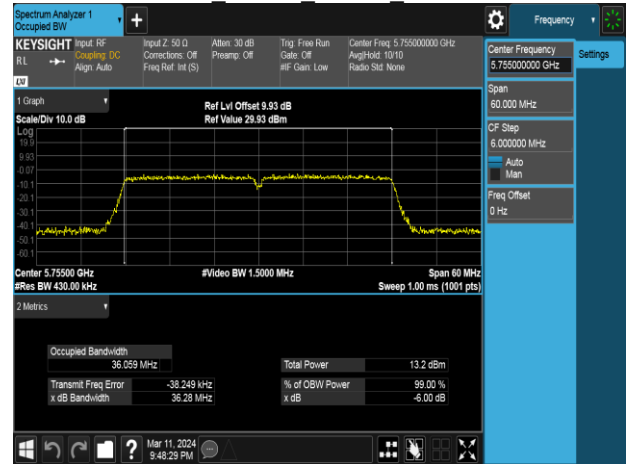 Spectrum Analyzer 1
Occupied BW
+
Frequency
KEYSIGHT Input: RF Input Z: 50 Ω Atten: 30 dB Trig: Free Run Center Freq: 5.755000000 GHz
RL Coupling: DC Corrections: Off Preamp: Off Gate: Off Avg|Hold: 10/10
Align: Auto Freq Ref: Int (S) #IF Gain: Low Radio Std: None
LXI
Center Frequency
5.755000000 GHz
Settings
Span
60.000 MHz
CF Step
6.000000 MHz
Auto
Man
Freq Offset
0 Hz
1 Graph
Ref Lvl Offset 9.93 dB
Scale/Div 10.0 dB Ref Value 29.93 dBm
Log
19.9
9.93
-0.07
-10.1
-20.1
-30.1
-40.1
-50.1
-60.1
Center 5.75500 GHz #Video BW 1.5000 MHz Span 60 MHz
#Res BW 430.00 kHz Sweep 1.00 ms (1001 pts)
2 Metrics
Occupied Bandwidth
36.059 MHz Total Power 13.2 dBm
Transmit Freq Error -38.249 kHz % of OBW Power 99.00 %
x dB Bandwidth 36.28 MHz x dB -6.00 dB
? Mar 11, 2024
9:48:29 PM